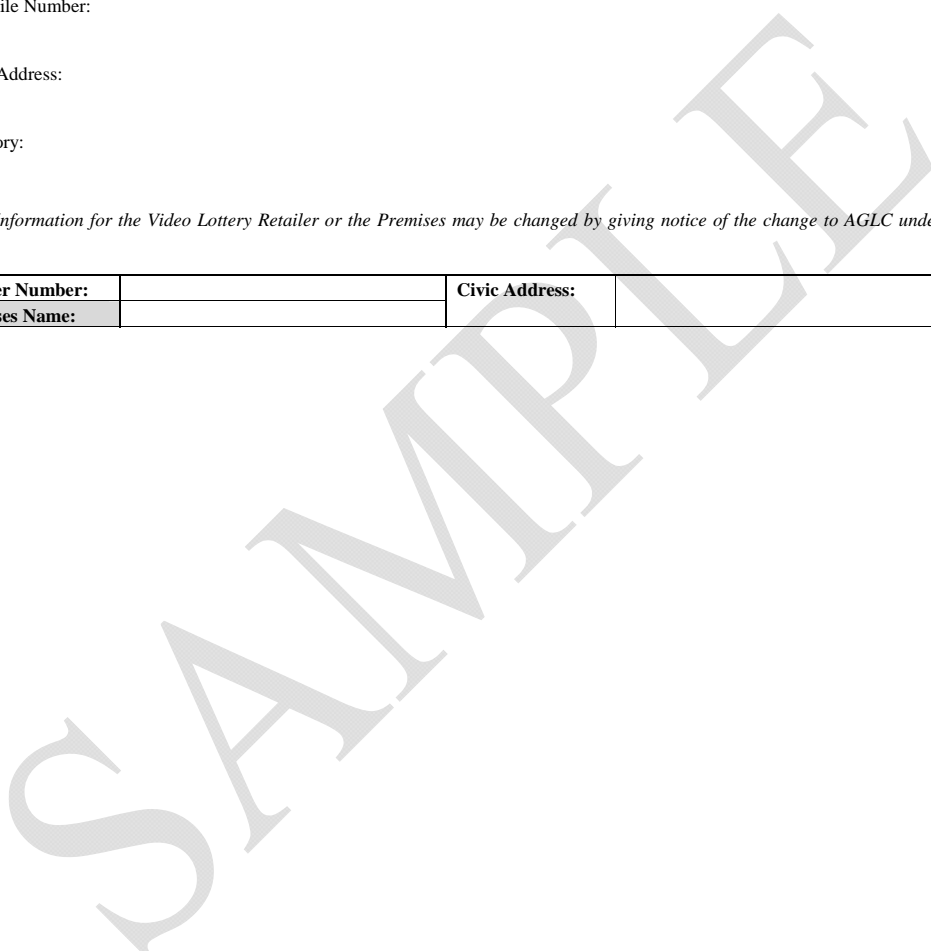 ile Number:
Address:
ory:
nformation for the Video Lottery Retailer or the Premises may be changed by giving notice of the change to AGLC unde
er Number: Civic Address:
ses Name:
SAMPLE